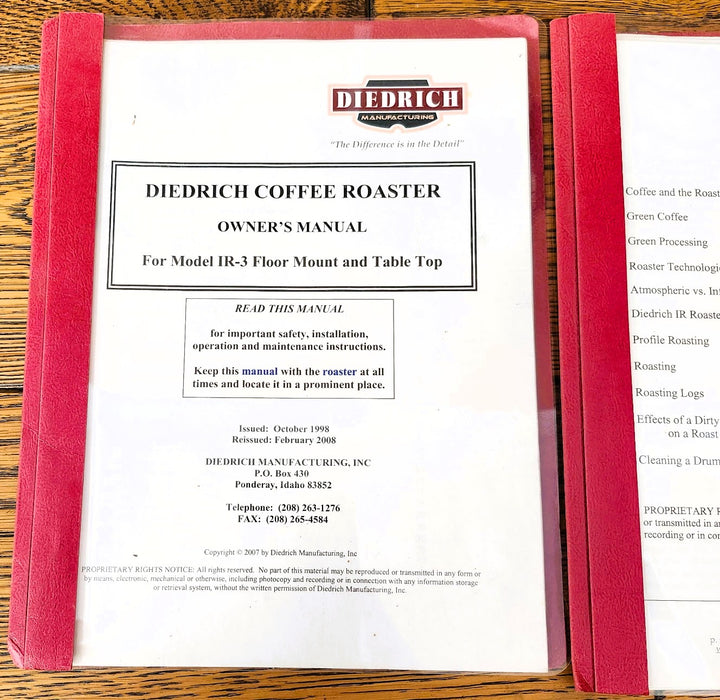 DIEDRICH
MANUFACTURING
"The Difference is in the Detail"
DIEDRICH COFFEE ROASTER
OWNER'S MANUAL
For Model IR-3 Floor Mount and Table Top
READ THIS MANUAL
for important safety, installation,
operation and maintenance instructions.
Keep this manual with the roaster at all
times and locate it in a prominent place.
Issued: October 1998
Reissued: February 2008
DIEDRICH MANUFACTURING, INC
P.O. Box 430
Ponderay, Idaho 83852
Telephone: (208) 263-1276
FAX: (208) 265-4584
Copyright © 2007 by Diedrich Manufacturing, Inc
PROPRIETARY RIGHTS NOTICE: All rights reserved. No part of this material may be reproduced or transmitted in any form or
by means, electronic, mechanical or otherwise, including photocopy and recording or in connection with any information storage
or retrieval system, without the written permission of Diedrich Manufacturing, Inc.
Coffee and the Roast
Green Coffee
Green Processing
Roaster Technologi
Atmospheric vs. Inf
Diedrich IR Roaste
Profile Roasting
Roasting
Roasting Logs
Effects of a Dirty
on a Roast
Cleaning a Drum
PROPRIETARY R
or transmitted in a
recording or in con